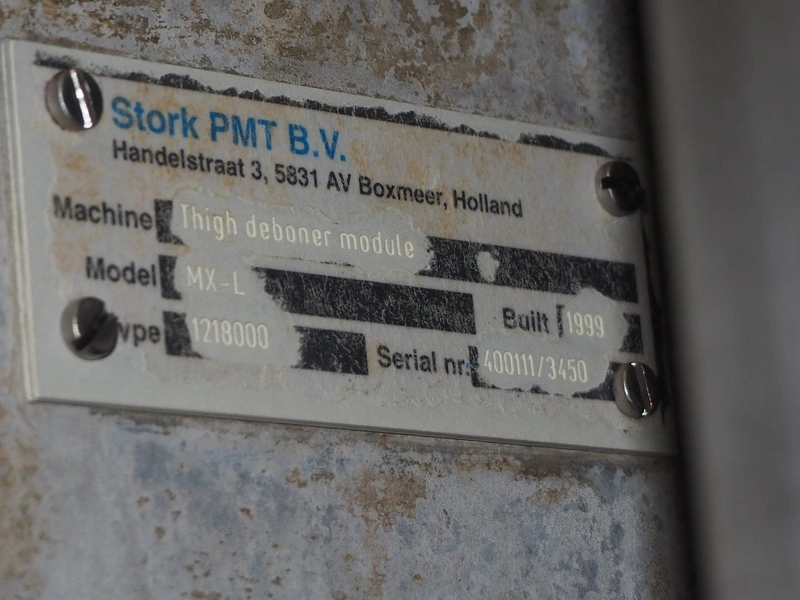 Stork PMT B.V.
Handelstraat 3, 5831 AV Boxmeer, Holland
Machine Thigh deboner module
Model MX-L Built 1999
ype 1218000 Serial nr. 400111/3450